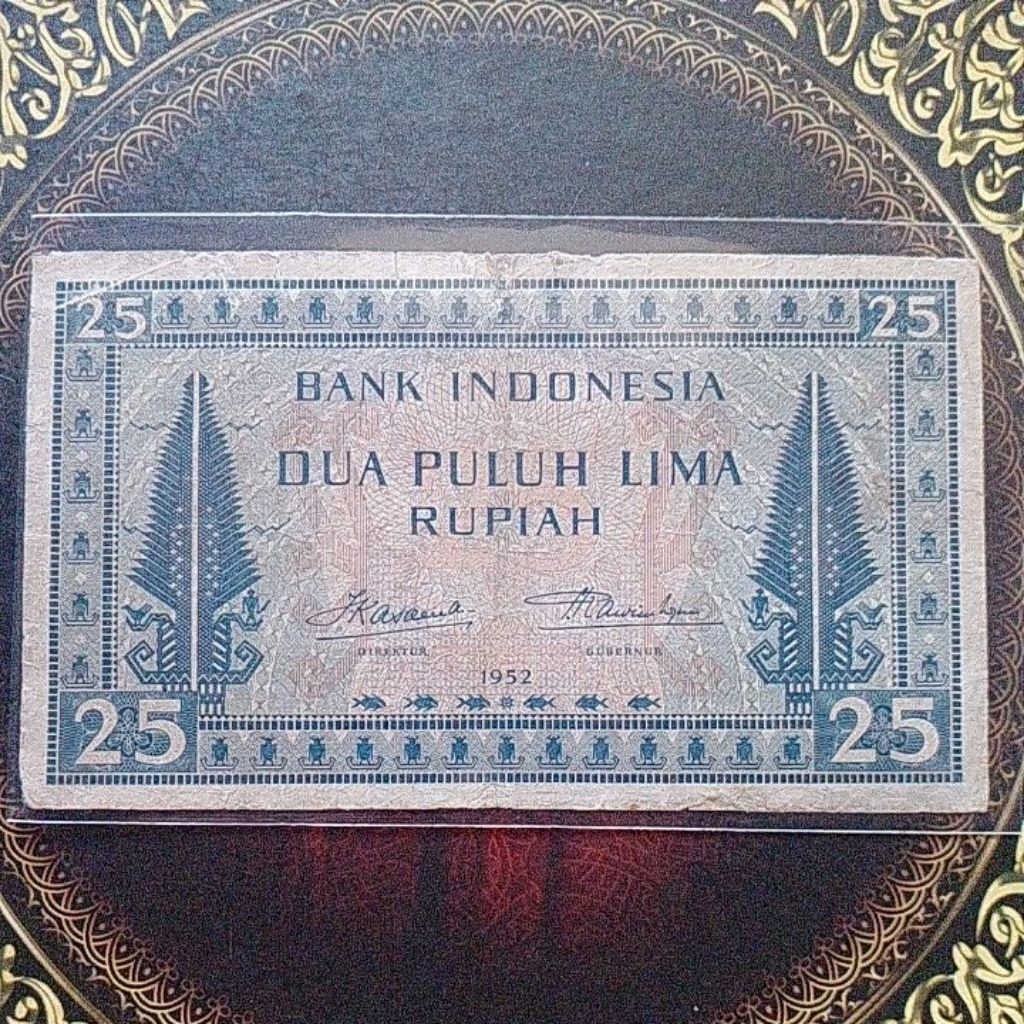 25 25
BANK INDONESIA
DUA PULUH LIMA
RUPIAH
DIREKTUR GUBERNUR
1952
25 25